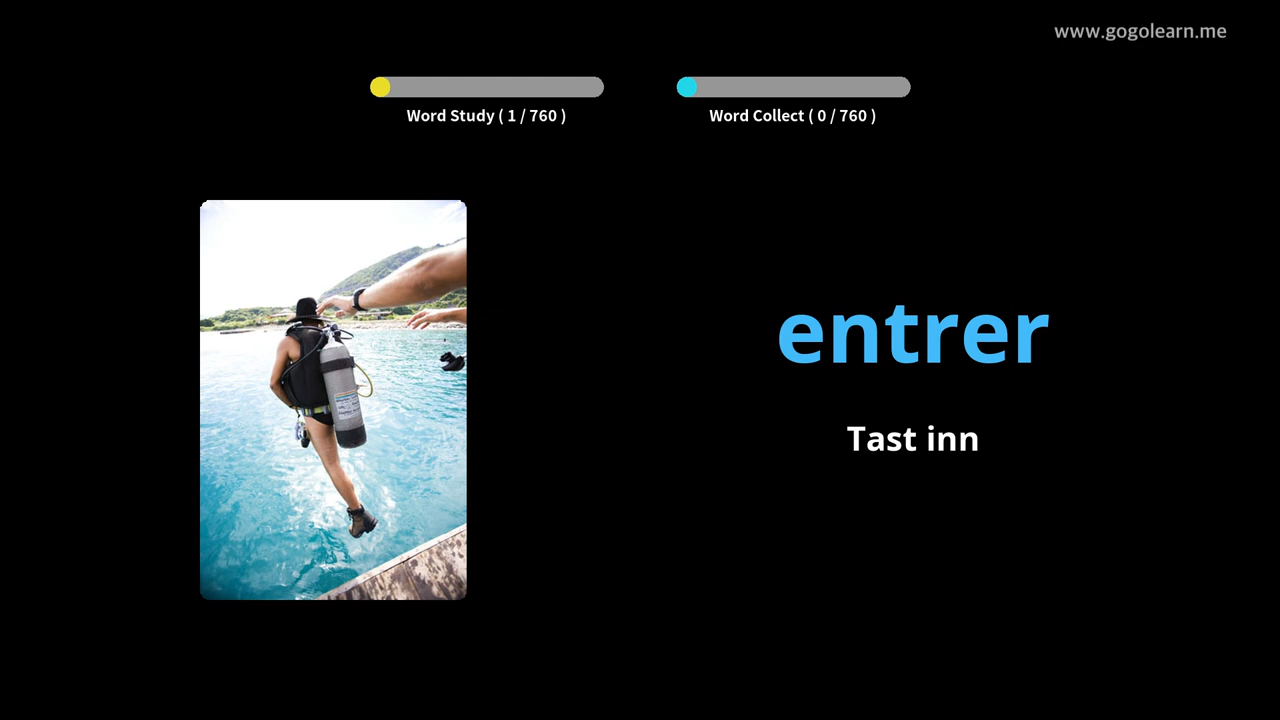 www.gogolearn.me
Word Study ( 1 / 760 )
Word Collect ( 0 / 760 )
entrer
Tast inn